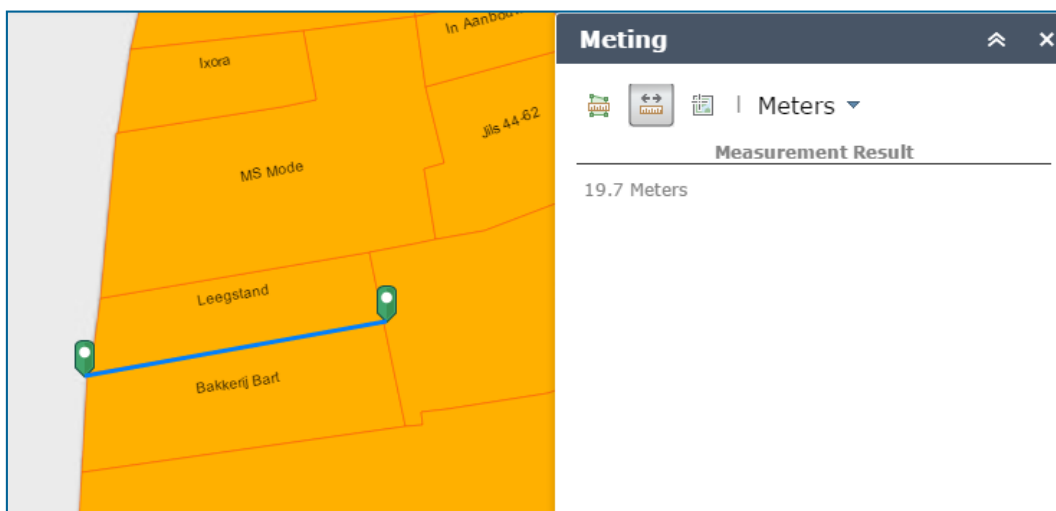 Ixora
In Aanbouw
Jils 44-62
MS Mode
Leegstand
Bakkerij Bart
Meting
Meters
Measurement Result
19.7 Meters